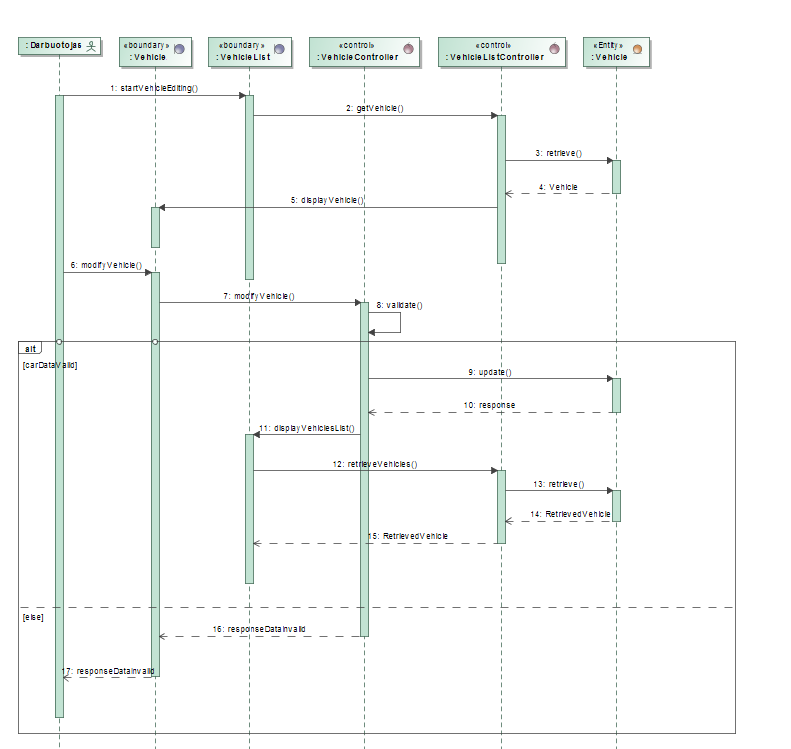 : Darbuotojas
«boundary»
: Vehicle
«boundary»
: VehicleList
«control»
: VehicleController
«control»
: VehicleListController
«Entity»
: Vehicle
1: startVehicleEditing()
2: getVehicle()
3: retrieve()
4: Vehicle
5: displayVehicle()
6: modifyVehicle()
7: modifyVehicle()
8: validate()
alt
[carDataValid]
9: update()
10: response
11: displayVehiclesList()
12: retrieveVehicles()
13: retrieve()
14: RetrievedVehicle
15: RetrievedVehicle
[else]
16: responseDataInvalid
17: responseDataInvalid